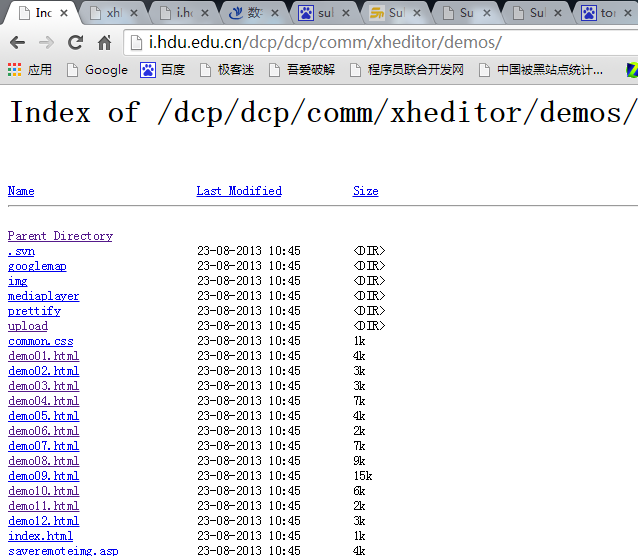 Ind
xh
i.h
数
sul
Su
Sul
Sul
tor
i.hdu.edu.cn/dcp/dcp/comm/xheditor/demos/
应用 Google 百度 极客迷 吾爱破解 程序员联合开发网 中国被黑站点统计...
Index of /dcp/dcp/comm/xheditor/demos/
Name Last Modified Size
Parent Directory
.svn 23-08-2013 10:45 <DIR>
googlemap 23-08-2013 10:45 <DIR>
img 23-08-2013 10:45 <DIR>
mediaplayer 23-08-2013 10:45 <DIR>
prettify 23-08-2013 10:45 <DIR>
upload 23-08-2013 10:45 <DIR>
common.css 23-08-2013 10:45 1k
demo01.html 23-08-2013 10:45 4k
demo02.html 23-08-2013 10:45 3k
demo03.html 23-08-2013 10:45 3k
demo04.html 23-08-2013 10:45 7k
demo05.html 23-08-2013 10:45 4k
demo06.html 23-08-2013 10:45 2k
demo07.html 23-08-2013 10:45 7k
demo08.html 23-08-2013 10:45 9k
demo09.html 23-08-2013 10:45 15k
demo10.html 23-08-2013 10:45 6k
demo11.html 23-08-2013 10:45 2k
demo12.html 23-08-2013 10:45 3k
index.html 23-08-2013 10:45 1k
saveremoteimg.asp 23-08-2013 10:45 4k